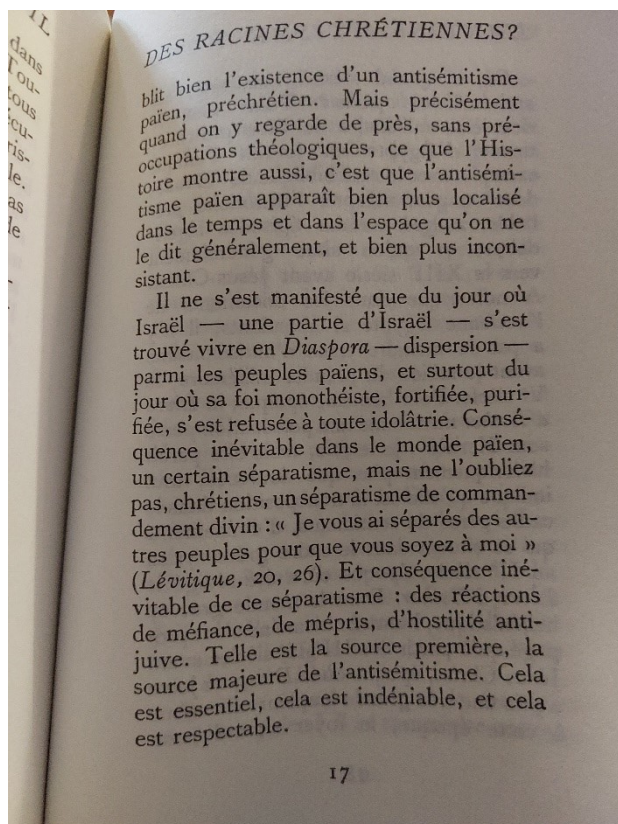 IL
dans
Tou-
tous
écu-
ris-
le.
as
de
-
.
DES RACINES CHRÉTIENNES?
blit bien l'existence d'un antisémitisme
païen, préchrétien. Mais précisément
quand on y regarde de près, sans pré-
occupations théologiques, ce que l'His-
toire montre aussi, c'est que l'antisémi-
tisme païen apparaît bien plus localisé
dans le temps et dans l'espace qu'on ne
le dit généralement, et bien plus incon-
sistant.
Il ne s'est manifesté que du jour où
Israël — une partie d'Israël — s'est
trouvé vivre en Diaspora — dispersion —
parmi les peuples païens, et surtout du
jour où sa foi monothéiste, fortifiée, puri-
fiée, s'est refusée à toute idolâtrie. Consé-
quence inévitable dans le monde païen,
un certain séparatisme, mais ne l'oubliez
pas, chrétiens, un séparatisme de comman-
dement divin : « Je vous ai séparés des au-
tres peuples pour que vous soyez à moi »
(Lévitique, 20, 26). Et conséquence iné-
vitable de ce séparatisme : des réactions
de méfiance, de mépris, d'hostilité anti-
juive. Telle est la source première, la
source majeure de l'antisémitisme. Cela
est essentiel, cela est indéniable, et cela
est respectable.
17